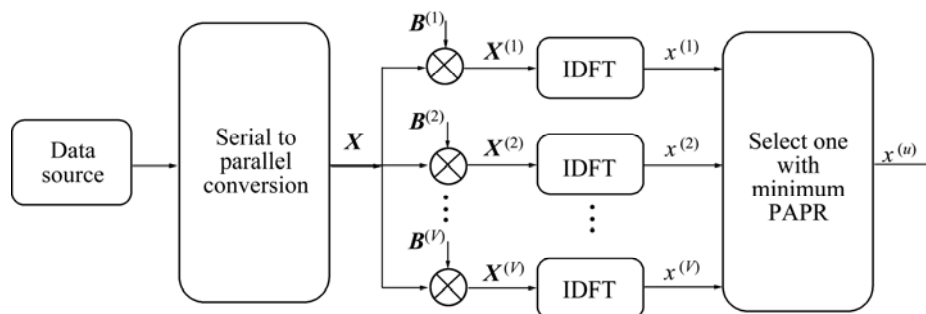 Data
source
Serial to
parallel
conversion
X
B(1)
X(1)
IDFT
x(1)
B(2)
X(2)
IDFT
x(2)
B(V)
X(V)
IDFT
x(V)
Select one
with
minimum
PAPR
x(u)